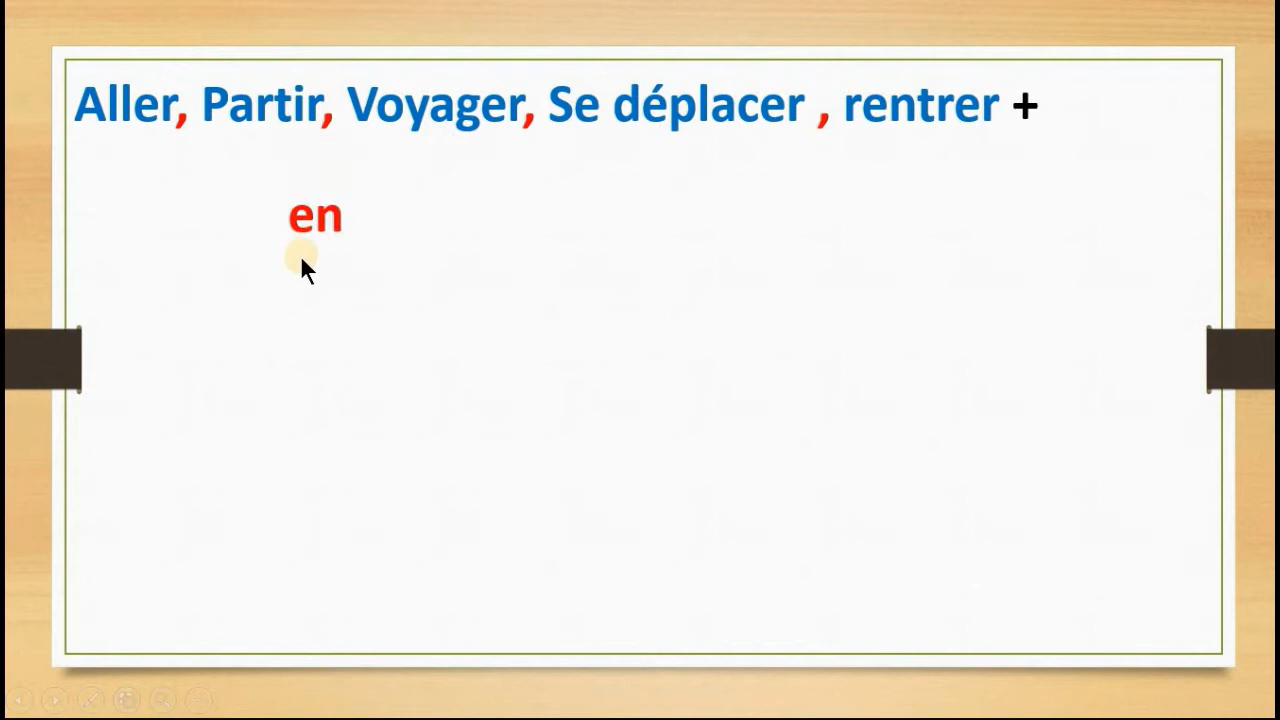 Aller, Partir, Voyager, Se déplacer , rentrer +
en